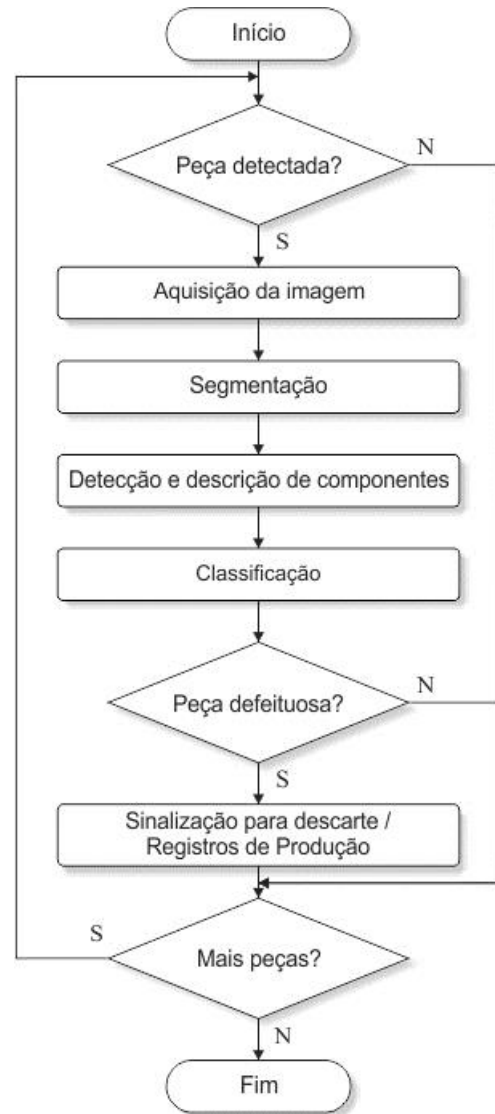 Início
Peça detectada?
N
S
Aquisição da imagem
Segmentação
Detecção e descrição de componentes
Classificação
Peça defeituosa?
N
S
Sinalização para descarte /
Registros de Produção
S
Mais peças?
N
Fim